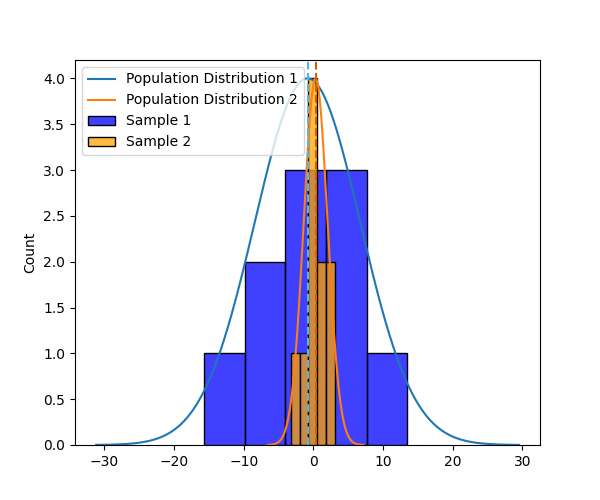 Population Distribution 1
Population Distribution 2
Sample 1
Sample 2
Count
4.0
3.5
3.0
2.5
2.0
1.5
1.0
0.5
0.0
−30 −20 −10 0 10 20 30